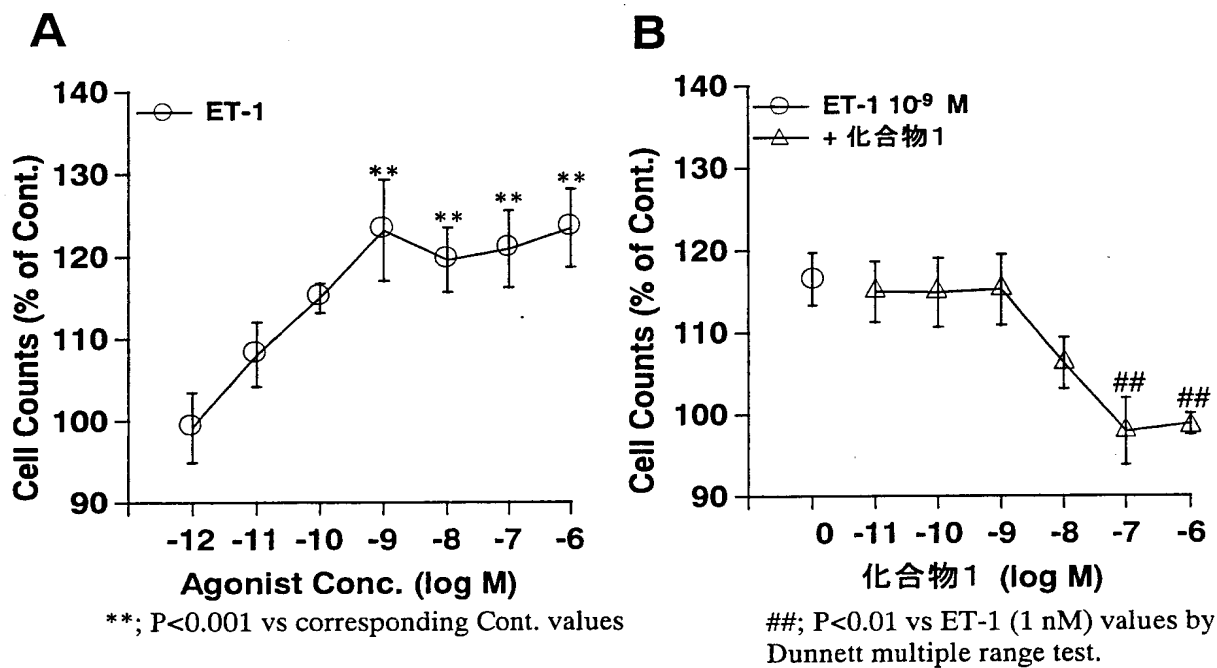 A
140
130
120
110
100
90
Cell Counts (% of Cont.)
ET-1
**
**
**
**
-12 -11 -10 -9 -8 -7 -6
Agonist Conc. (log M)
**; P<0.001 vs corresponding Cont. values
B
140
130
120
110
100
90
Cell Counts (% of Cont.)
ET-1 10⁻⁹ M
+ 化合物1
##
##
0 -11 -10 -9 -8 -7 -6
化合物1 (log M)
##; P<0.01 vs ET-1 (1 nM) values by
Dunnett multiple range test.